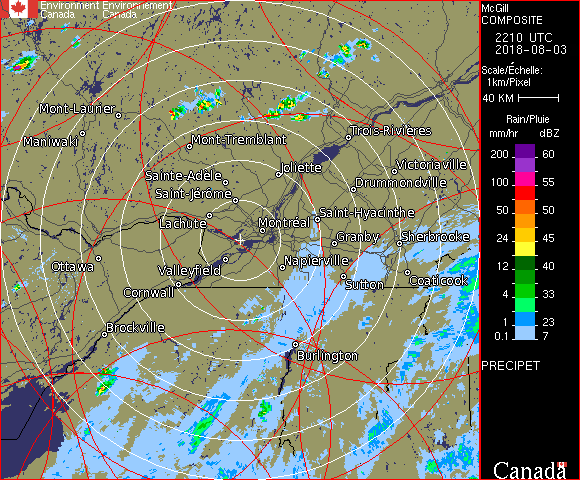 Environment Environnement
Canada Canada
McGill
COMPOSITE
2210 UTC
2018-08-03
Scale/Échelle:
1km/Pixel
40 KM
Rain/Pluie
mm/hr dBZ
200 60
150 57
100 55
50 50
24 45
12 40
4 33
1 23
0.1 7
PRECIPET
Mont-Laurier
Maniwaki
Mont-Tremblant
Trois-Rivières
Joliette
Victoriaville
Sainte-Adèle
Drummondville
Saint-Jérôme
Lachute
Saint-Hyacinthe
Montréal
Granby
Sherbrooke
Ottawa
Valleyfield
Napierville
Cornwall
Sutton
Coaticook
Brockville
Burlington
Canada